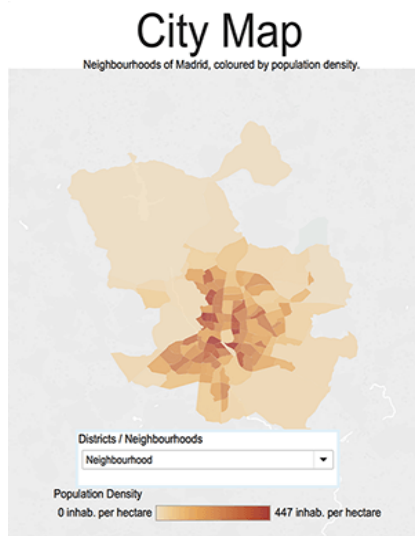 City Map
Neighbourhoods of Madrid, coloured by population density.
Districts / Neighbourhoods
Neighbourhood
Population Density
0 inhab. per hectare 447 inhab. per hectare